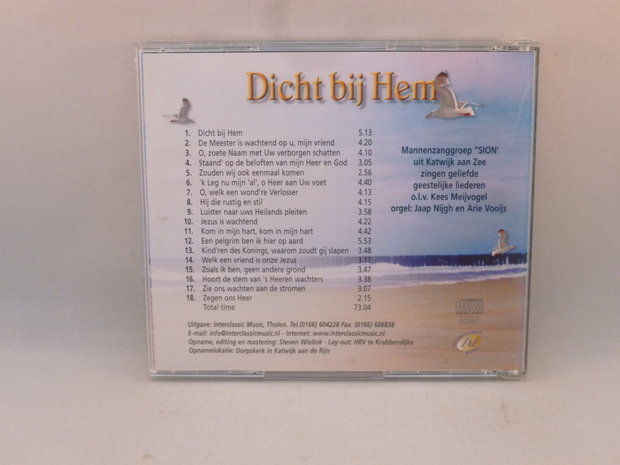 Dicht bij Hem
1. Dicht bij Hem 5.13
2. De Meester is wachtend op u, mijn vriend 4.20
3. O, zoete Naam met Uw verborgen schatten 4.10
4. Staand' op de beloften van mijn Heer en God 3.05
5. Zouden wij ook eenmaal komen 2.56
6. 'k Leg nu mijn 'al', o Heer aan Uw voet 4.40
7. O, welk een wond're Verlosser 4.13
8. Hij die rustig en stil 4.15
9. Luister naar uws Heilands pleiten 3.58
10. Jezus is wachtend 4.22
11. Kom in mijn hart, kom in mijn hart 4.42
12. Een pelgrim ben ik hier op aard 5.53
13. Kind'ren des Konings, waarom zoudt gij slapen 3.48
14. Welk een vriend is onze Jezus 3.17
15. Zoals ik ben, geen andere grond 3.47
16. Hoort de stem van 's Heeren wachters 3.38
17. Zie ons wachten aan de stromen 3.07
18. Zegen ons Heer 2.15
Total time 73.04
Mannenzanggroep "SION'
uit Katwijk aan Zee
zingen geliefde
geestelijke liederen
o.l.v. Kees Meijvogel
orgel: Jaap Nijgh en Arie Vooijs
Uitgave: Interclassic Music, Tholen. Tel.(0166) 604228 Fax. (0166) 606838
E-mail: info@interclassicmusic.nl - Internet: www.interclassicmusic.nl
Opname, editing en mastering: Steven Wielink - Lay-out: HRV te Krabbendijke
Opnamelokatie: Dorpskerk in Katwijk aan de Rijn